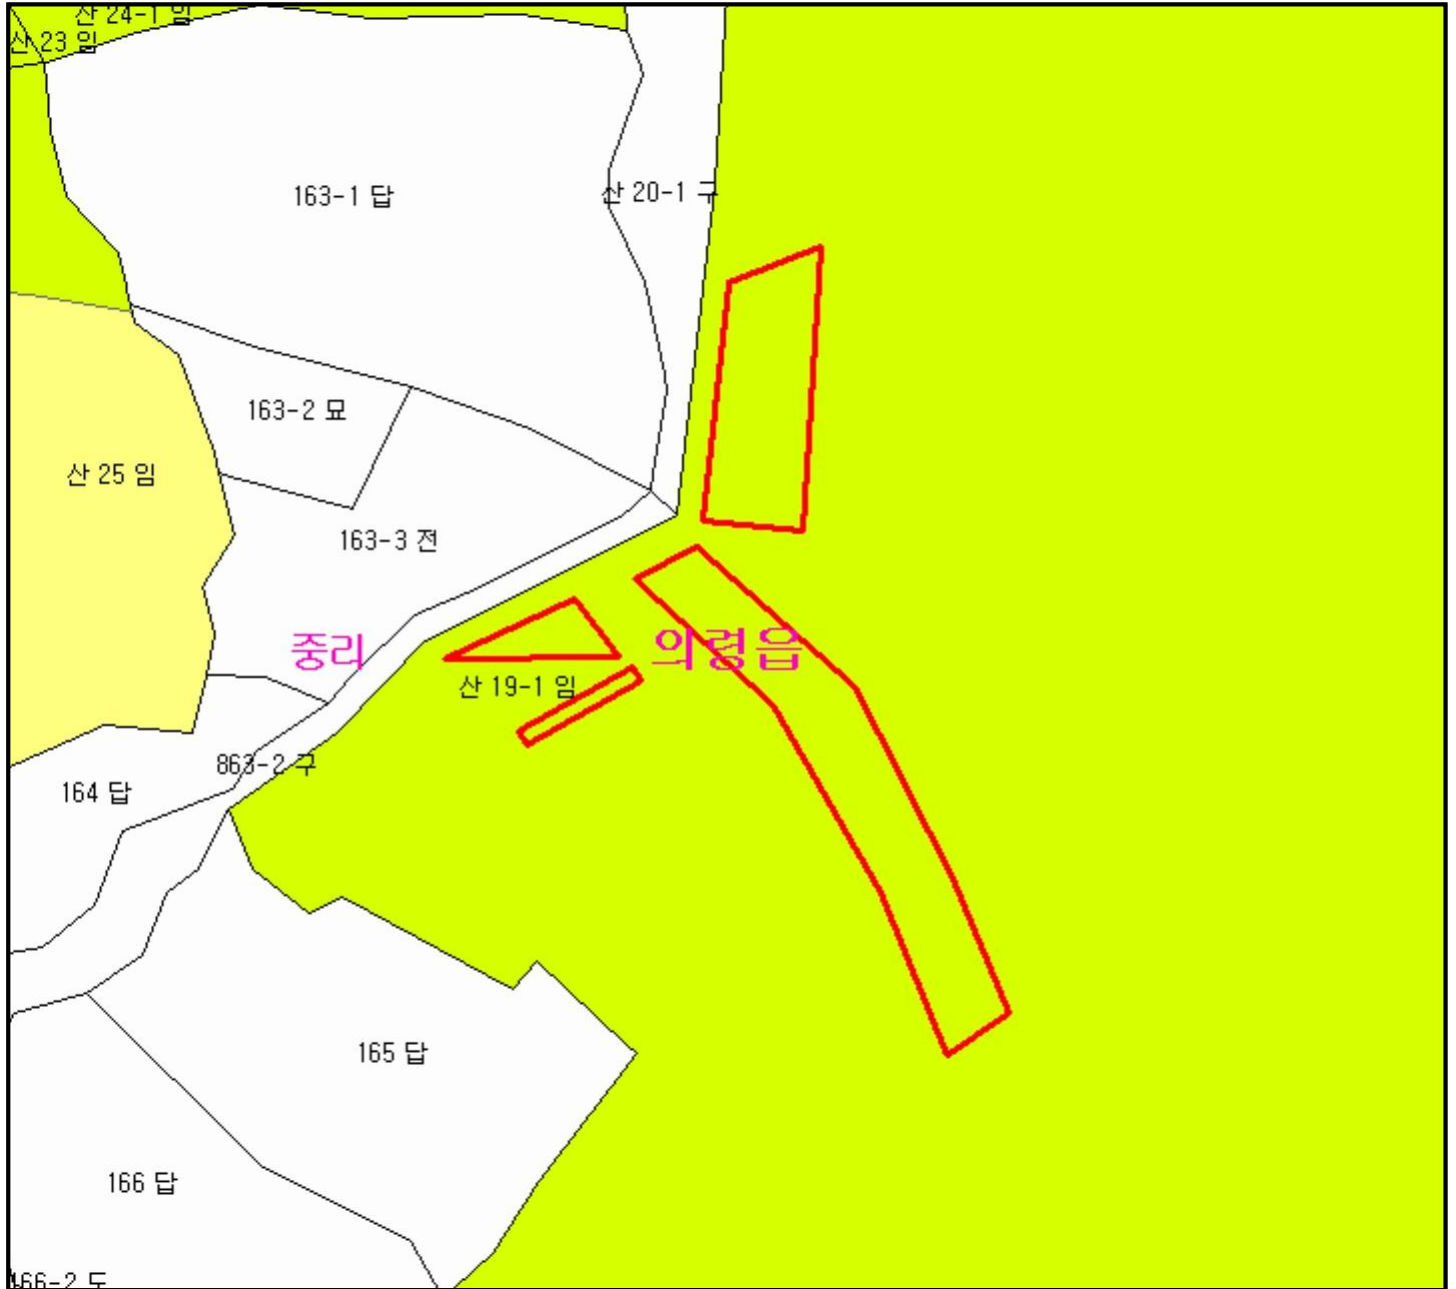 산 24-1 임
산 23 임
163-1 답
산 20-1 구
163-2 묘
산 25 임
163-3 전
중리
의령읍
산 19-1 임
863-2 구
164 답
165 답
166 답
166-2 도